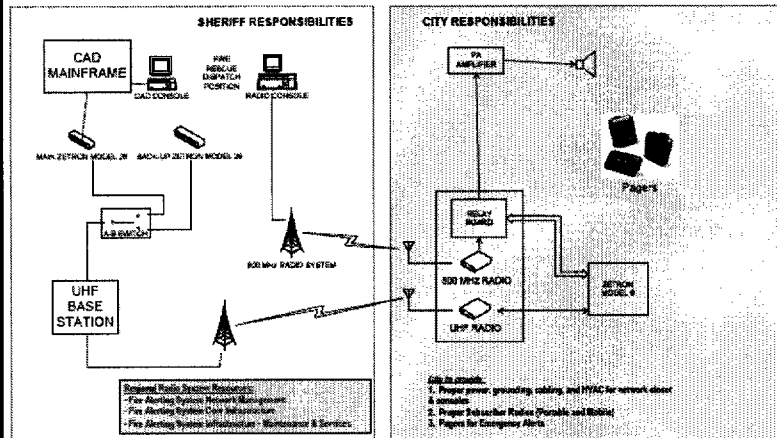 SHERIFF RESPONSIBILITIES
CAD
MAINFRAME
CAD CONSOLE
FIRE
RESCUE
DISPATCH
POSITION
RADIO CONSOLE
MAIN ZETRON MODEL 26
BACK-UP ZETRON MODEL 26
A-B SWITCH
800 MHz RADIO SYSTEM
UHF
BASE
STATION
Regional Radio System Resources:
- Fire Alerting System Network Management
- Fire Alerting System Core Infrastructure
- Fire Alerting System Infrastructure - Maintenance & Services
CITY RESPONSIBILITIES
PA
AMPLIFIER
Pagers
RELAY
BOARD
800 MHZ RADIO
UHF RADIO
ZETRON
MODEL 6
City to provide:
1. Proper power, grounding, cabling, and HVAC for network closet
& consoles
2. Proper Subscriber Radios (Portable and Mobile)
3. Pagers for Emergency Alerts